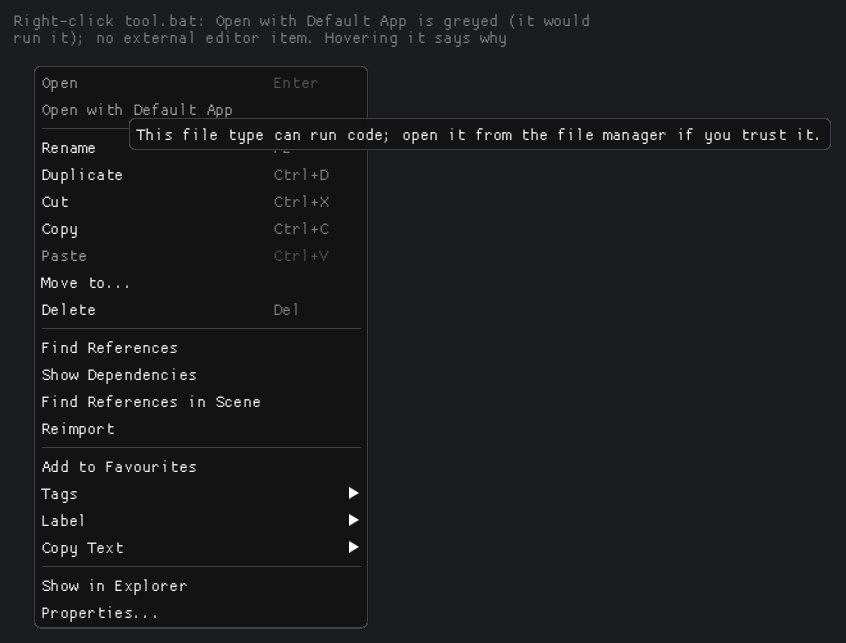 Right-click tool.bat: Open with Default App is greyed (it would
run it); no external editor item. Hovering it says why
Open Enter
Open with Default App
This file type can run code; open it from the file manager if you trust it.
Rename
Duplicate Ctrl+D
Cut Ctrl+X
Copy Ctrl+C
Paste Ctrl+V
Move to...
Delete Del
Find References
Show Dependencies
Find References in Scene
Reimport
Add to Favourites
Tags
Label
Copy Text
Show in Explorer
Properties...